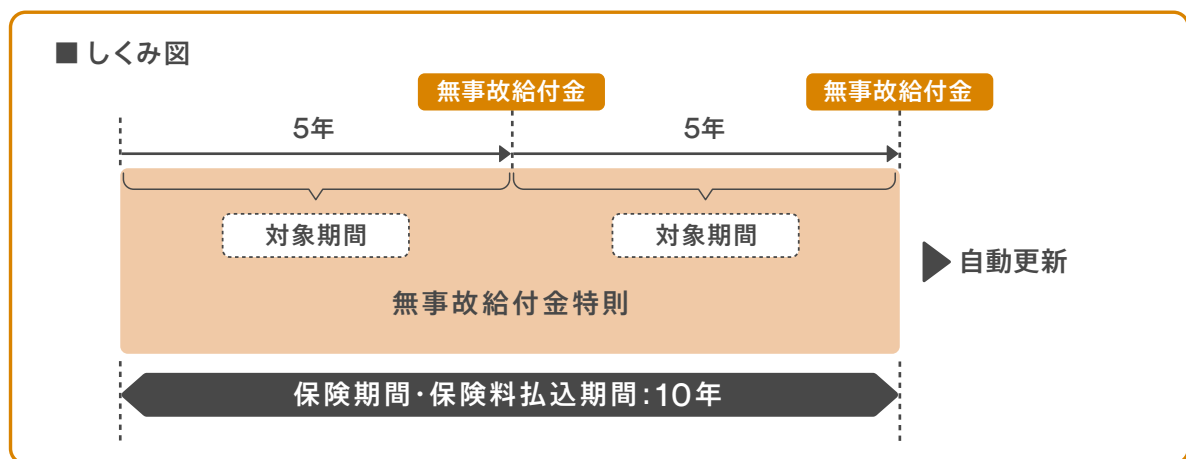 ■ しくみ図
無事故給付金
無事故給付金
5年
5年
対象期間
対象期間
自動更新
無事故給付金特則
保険期間・保険料払込期間:10年